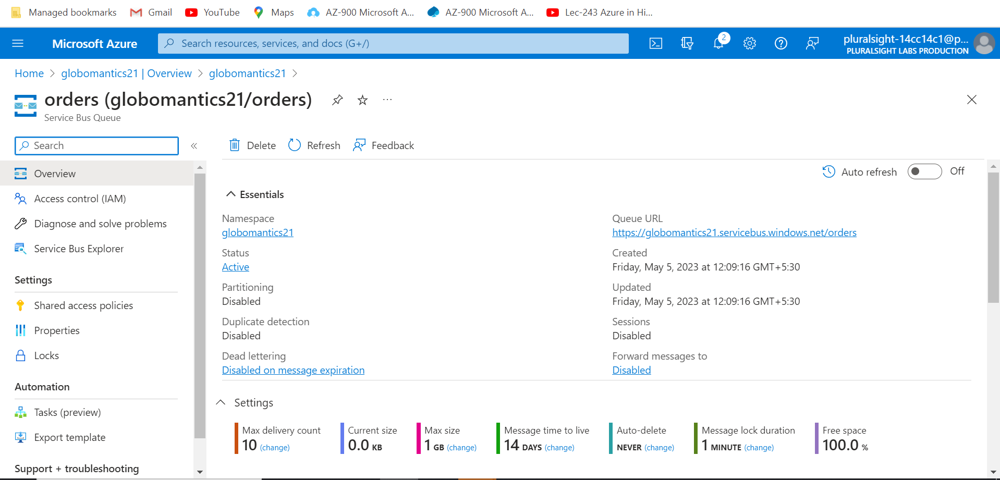 Managed bookmarks Gmail YouTube Maps AZ-900 Microsoft A... AZ-900 Microsoft A... Lec-243 Azure in Hi...
Microsoft Azure Search resources, services, and docs (G+/) 2 pluralsight-14cc14c1@p...
PLURALSIGHT LABS PRODUCTION
Home > globomantics21 | Overview > globomantics21 >
orders (globomantics21/orders) ...
Service Bus Queue
Search «
Delete Refresh Feedback
Overview
Access control (IAM)
Diagnose and solve problems
Service Bus Explorer
Settings
Shared access policies
Properties
Locks
Automation
Tasks (preview)
Export template
Support + troubleshooting
Auto refresh Off
Essentials
Namespace
globomantics21
Status
Active
Partitioning
Disabled
Duplicate detection
Disabled
Dead lettering
Disabled on message expiration
Queue URL
https://globomantics21.servicebus.windows.net/orders
Created
Friday, May 5, 2023 at 12:09:16 GMT+5:30
Updated
Friday, May 5, 2023 at 12:09:16 GMT+5:30
Sessions
Disabled
Forward messages to
Disabled
Settings
Max delivery count
10 (change)
Current size
0.0 KB
Max size
1 GB (change)
Message time to live
14 DAYS (change)
Auto-delete
NEVER (change)
Message lock duration
1 MINUTE (change)
Free space
100.0 %